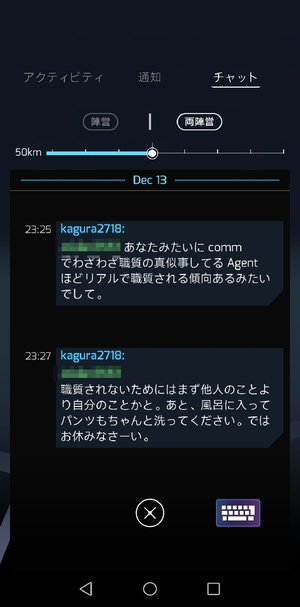 アクティビティ 通知 チャット
陣営 両陣営
50km
Dec 13
23:25 kagura2718:
あなたみたいに comm
でわざわざ職質の真似事してる Agent
ほどリアルで職質される傾向あるみたい
でして。
23:27 kagura2718:
職質されないためにはまず他人のことよ
り自分のことかと。あと、風呂に入って
パンツもちゃんと洗ってください。では
お休みなさーい。